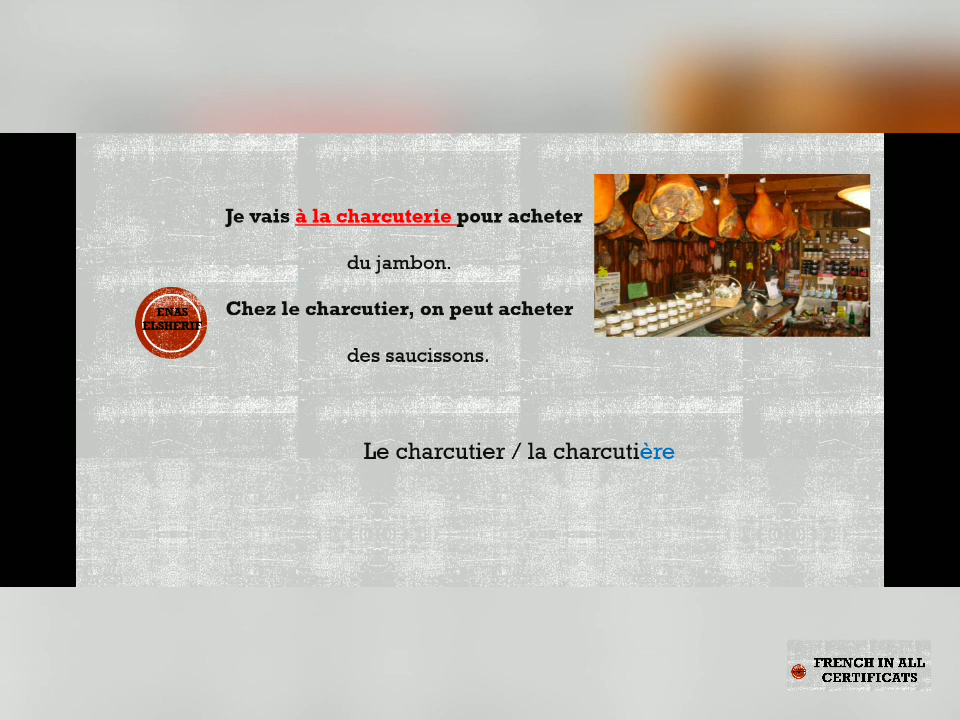 Je vais à la charcuterie pour acheter
du jambon.
ENAS
ELSHERIF
Chez le charcutier, on peut acheter
des saucissons.
Le charcutier / la charcutière
FRENCH IN ALL
CERTIFICATS